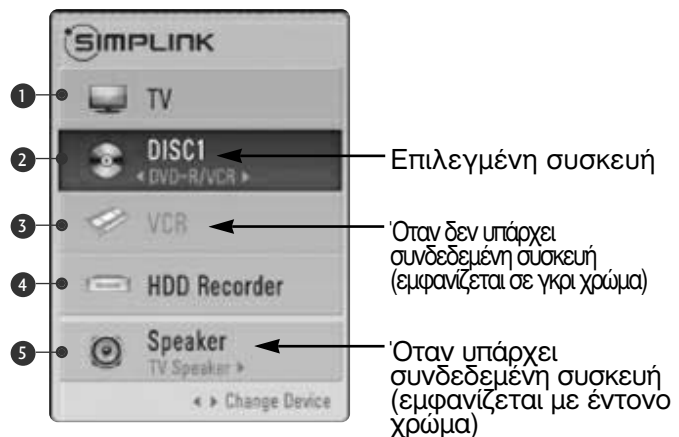 SIMPLINK
1 TV
2 DISC1
Επιλεγμένη συσκευή
◄ DVD-R/VCR ►
3 VCR
Όταν δεν υπάρχει
συνδεδεμένη συσκευή
(εμφανίζεται σε γκρι χρώμα)
4 HDD Recorder
5 Speaker
TV Speaker ►
Όταν υπάρχει
συνδεδεμένη συσκευή
(εμφανίζεται με έντονο
χρώμα)
◄ ► Change Device